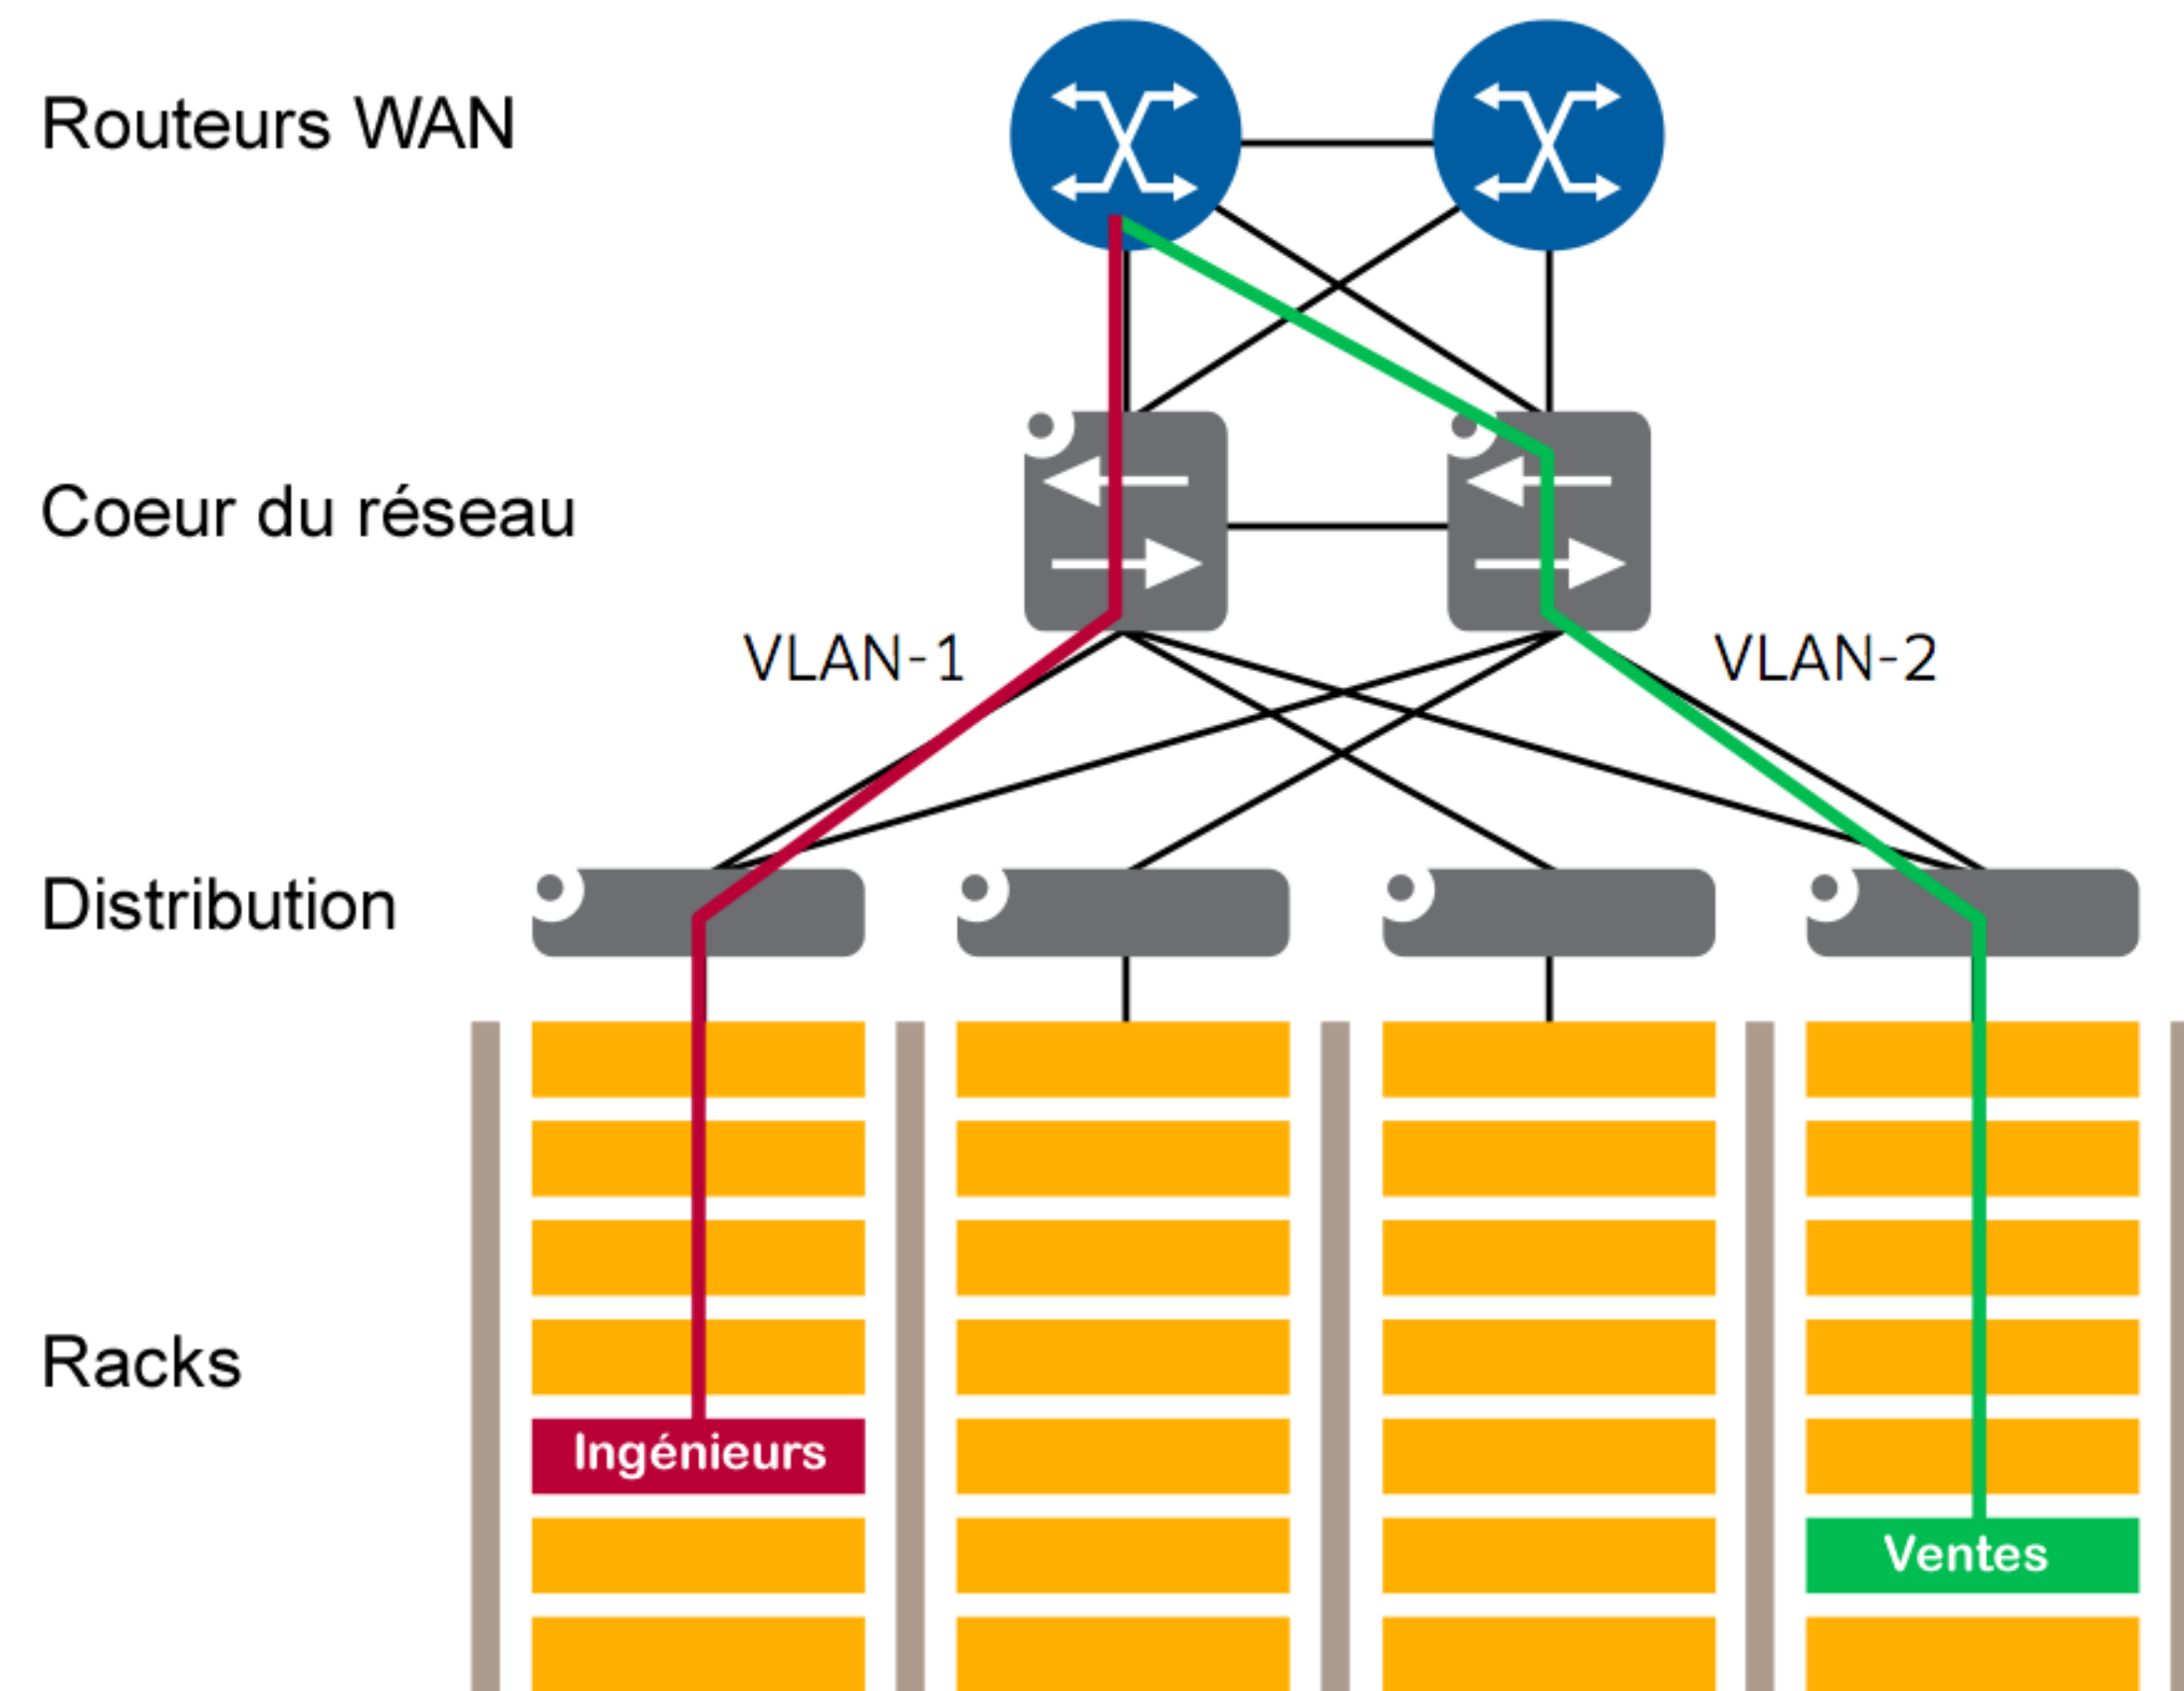 Routeurs WAN
Coeur du réseau
VLAN-1
VLAN-2
Distribution
Racks
Ingénieurs
Ventes